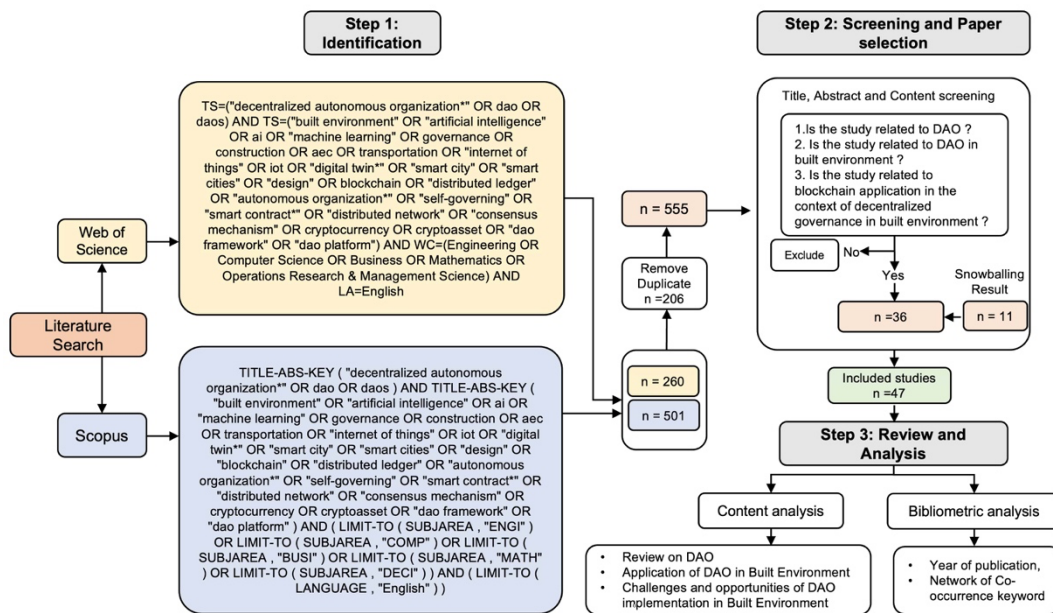 Step 1:
Identification
Step 2: Screening and Paper
selection
TS=("decentralized autonomous organization*" OR dao OR
daos) AND TS=("built environment" OR "artificial intelligence"
OR ai OR "machine learning" OR governance OR
construction OR aec OR transportation OR "internet of
things" OR iot OR "digital twin*" OR "smart city" OR "smart
cities" OR "design" OR blockchain OR "distributed ledger"
OR "autonomous organization*" OR "self-governing" OR
"smart contract*" OR "distributed network" OR "consensus
mechanism" OR cryptocurrency OR cryptoasset OR "dao
framework" OR "dao platform") AND WC=(Engineering OR
Computer Science OR Business OR Mathematics OR
Operations Research & Management Science) AND
LA=English
Web of
Science
Literature
Search
Scopus
TITLE-ABS-KEY ( "decentralized autonomous
organization*" OR dao OR daos ) AND TITLE-ABS-KEY (
"built environment" OR "artificial intelligence" OR ai OR
"machine learning" OR governance OR construction OR aec
OR transportation OR "internet of things" OR iot OR "digital
twin*" OR "smart city" OR "smart cities" OR "design" OR
"blockchain" OR "distributed ledger" OR "autonomous
organization*" OR "self-governing" OR "smart contract*" OR
"distributed network" OR "consensus mechanism" OR
cryptocurrency OR cryptoasset OR "dao framework" OR
"dao platform" ) AND ( LIMIT-TO ( SUBJAREA , "ENGI" )
OR LIMIT-TO ( SUBJAREA , "COMP" ) OR LIMIT-TO (
SUBJAREA , "BUSI" ) OR LIMIT-TO ( SUBJAREA , "MATH"
) OR LIMIT-TO ( SUBJAREA , "DECI" ) ) AND ( LIMIT-TO (
LANGUAGE , "English" ) )
n = 555
Remove
Duplicate
n =206
n = 260
n = 501
Title, Abstract and Content screening
1.Is the study related to DAO ?
2. Is the study related to DAO in
built environment ?
3. Is the study related to
blockchain application in the
context of decentralized
governance in built environment ?
Exclude
No
Yes
Snowballing
Result
n =36
n = 11
Included studies
n =47
Step 3: Review and
Analysis
Content analysis
Bibliometric analysis
• Review on DAO
• Application of DAO in Built Environment
• Challenges and opportunities of DAO
implementation in Built Environment
• Year of publication,
• Network of Co-
occurrence keyword